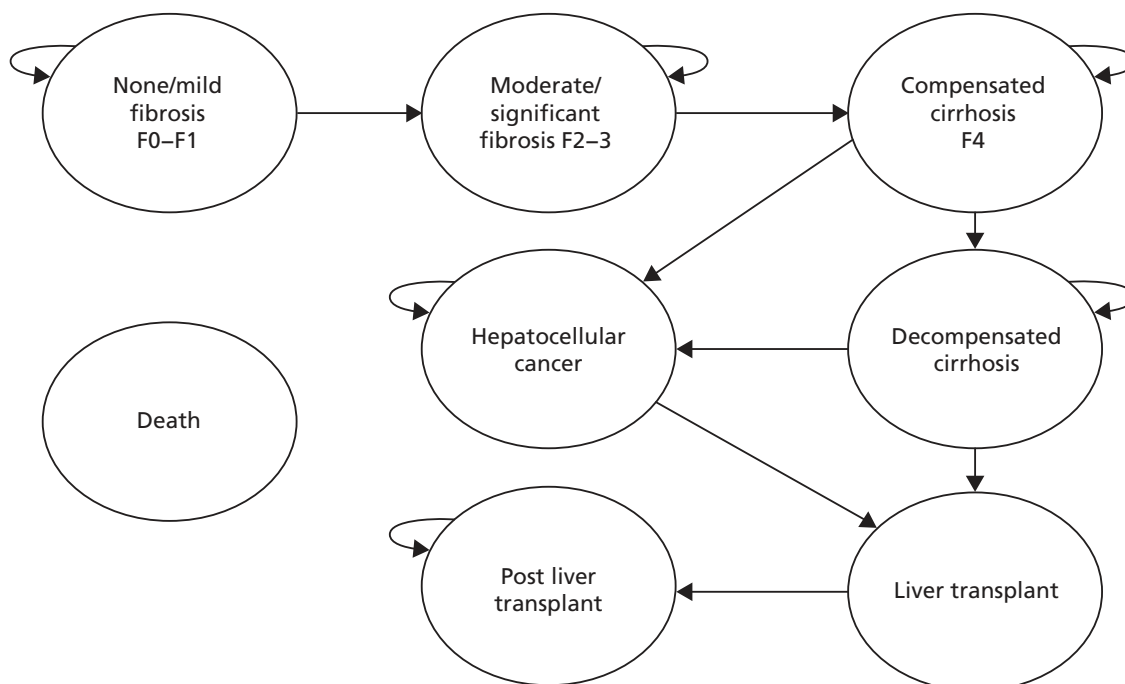 None/mild
fibrosis
F0–F1
Moderate/
significant
fibrosis F2–3
Compensated
cirrhosis
F4
Hepatocellular
cancer
Decompensated
cirrhosis
Death
Post liver
transplant
Liver transplant